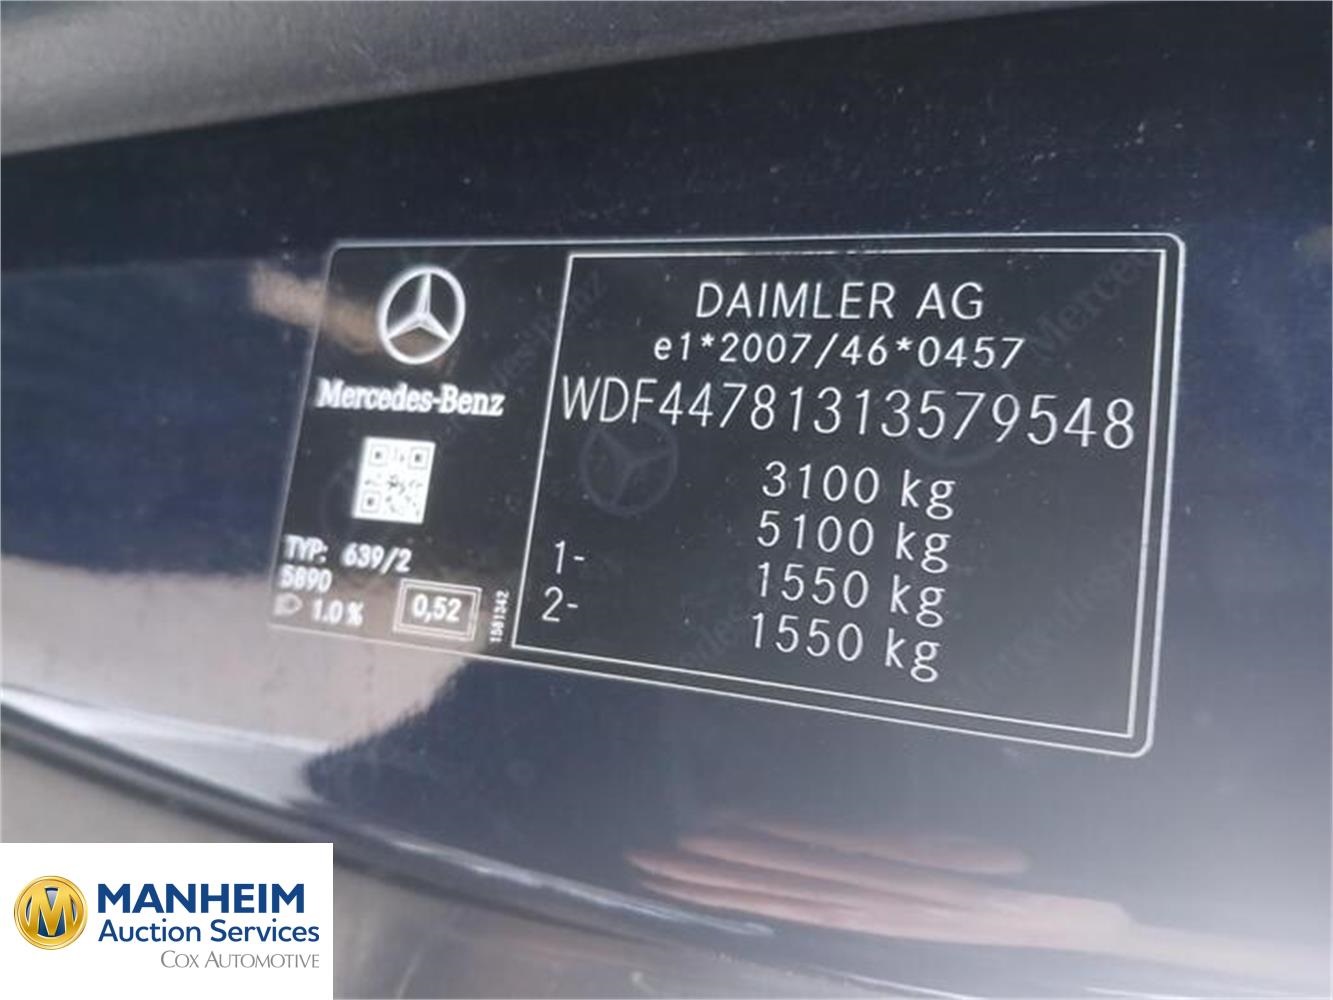 Mercedes-Benz
TYP: 639/2
5890
1.0 %
0,52
1581342
DAIMLER AG
e1*2007/46*0457
WDF44781313579548
3100 kg
5100 kg
1- 1550 kg
2- 1550 kg
MANHEIM
Auction Services
COX AUTOMOTIVE